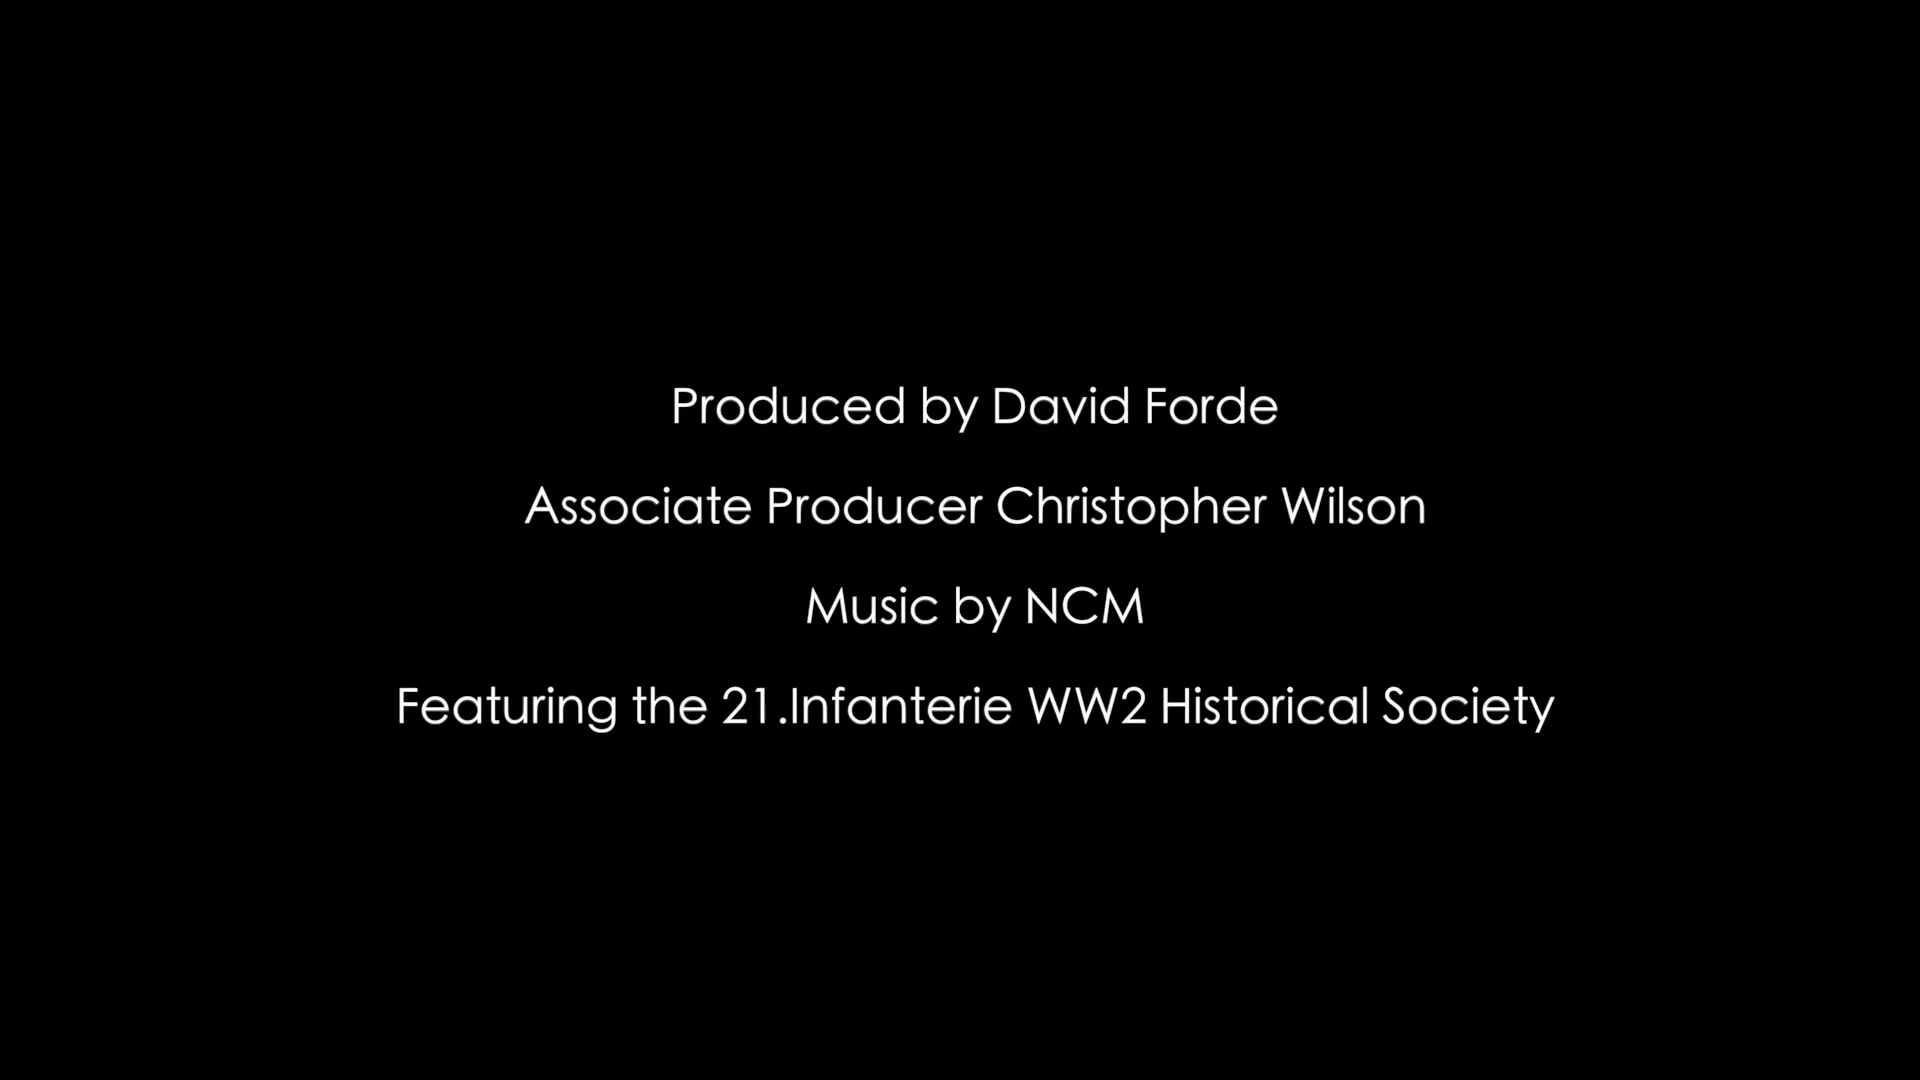 Produced by David Forde
Associate Producer Christopher Wilson
Music by NCM
Featuring the 21.Infanterie WW2 Historical Society